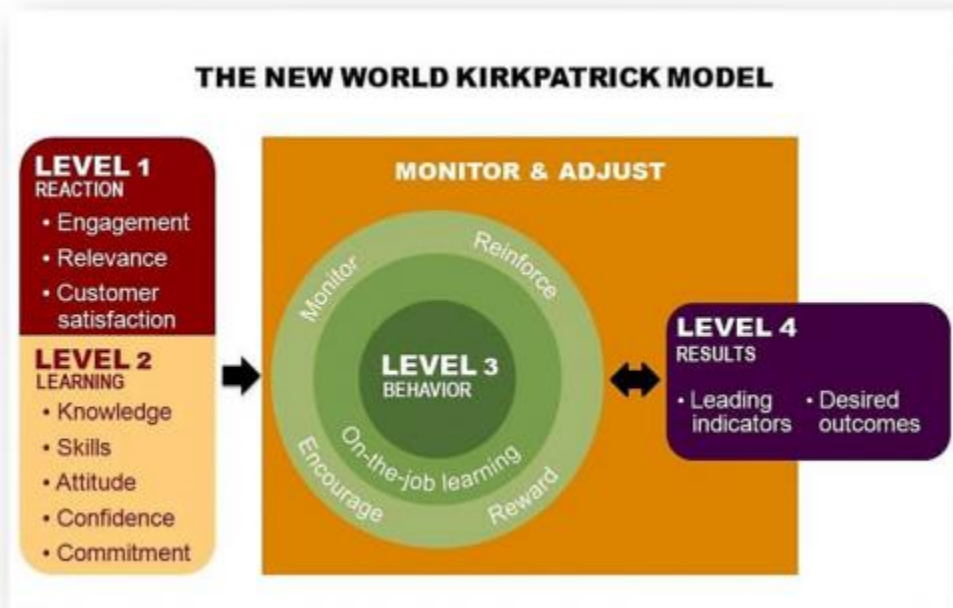 THE NEW WORLD KIRKPATRICK MODEL
LEVEL 1
REACTION
• Engagement
• Relevance
• Customer
satisfaction
LEVEL 2
LEARNING
• Knowledge
• Skills
• Attitude
• Confidence
• Commitment
MONITOR & ADJUST
Monitor
Reinforce
LEVEL 3
BEHAVIOR
On-the-job learning
Encourage
Reward
LEVEL 4
RESULTS
• Leading
indicators
• Desired
outcomes